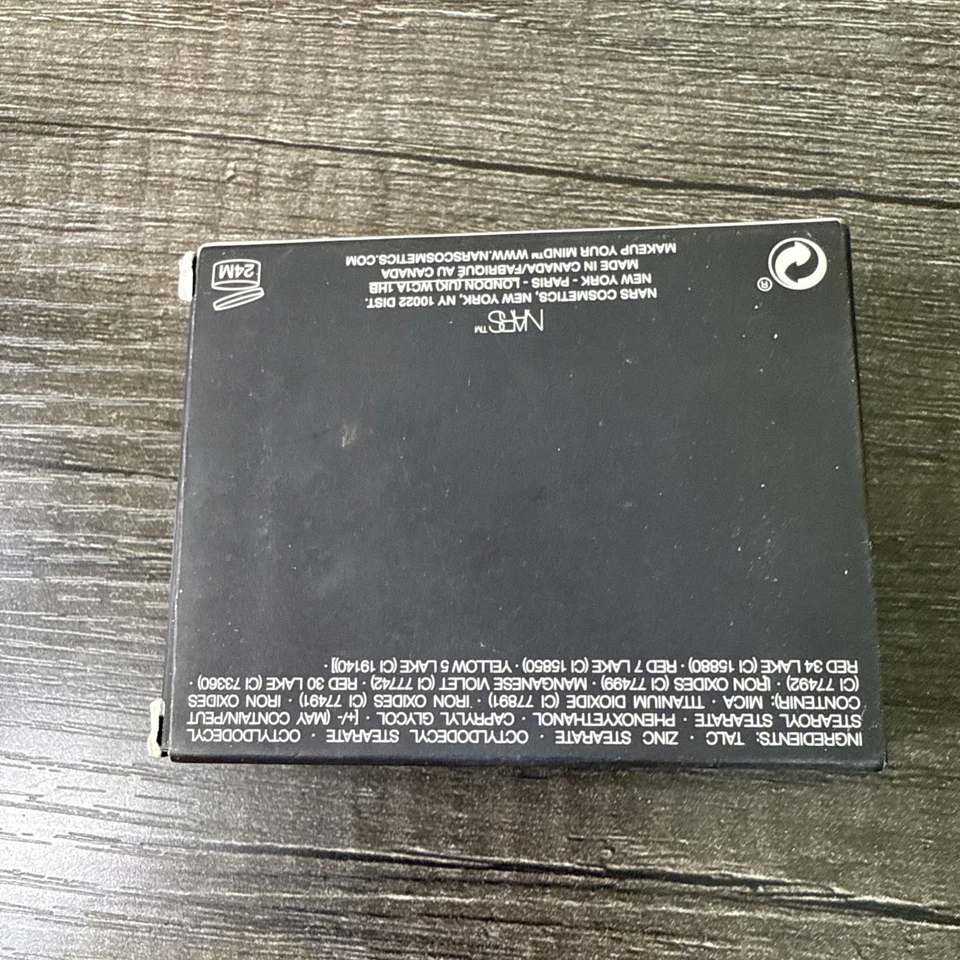 INGREDIENTS: TALC · ZINC STEARATE · OCTYLDODECYL STEARATE · OCTYLDODECYL
STEAROYL STEARATE · PHENOXYETHANOL · CAPRYLYL GLYCOL · [+/- (MAY CONTAIN/PEUT
CONTENIR): MICA · TITANIUM DIOXIDE (CI 77891) · IRON OXIDES (CI 77491) · IRON OXIDES
(CI 77492) · IRON OXIDES (CI 77499) · MANGANESE VIOLET (CI 77742) · RED 30 LAKE (CI 73360) ·
RED 34 LAKE (CI 15880) · RED 7 LAKE (CI 15850) · YELLOW 5 LAKE (CI 19140)] ·
NARS™
NARS COSMETICS, NEW YORK, NY 10022 DIST.
NEW YORK - PARIS - LONDON (UK) WC1A 1HB
MADE IN CANADA/FABRIQUÉ AU CANADA
MAKEUP YOUR MIND™ WWW.NARSCOSMETICS.COM
®
24M